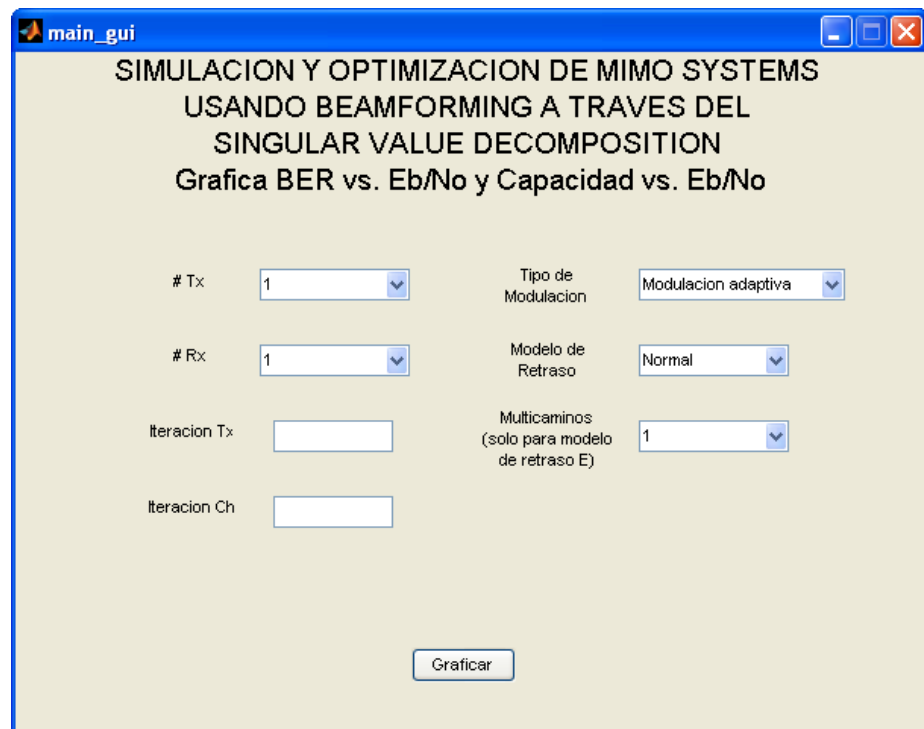 main_gui
SIMULACION Y OPTIMIZACION DE MIMO SYSTEMS
USANDO BEAMFORMING A TRAVES DEL
SINGULAR VALUE DECOMPOSITION
Grafica BER vs. Eb/No y Capacidad vs. Eb/No
# Tx
1
Tipo de
Modulacion
Modulacion adaptiva
# Rx
1
Modelo de
Retraso
Normal
Iteracion Tx
Multicaminos
(solo para modelo
de retraso E)
1
Iteracion Ch
Graficar